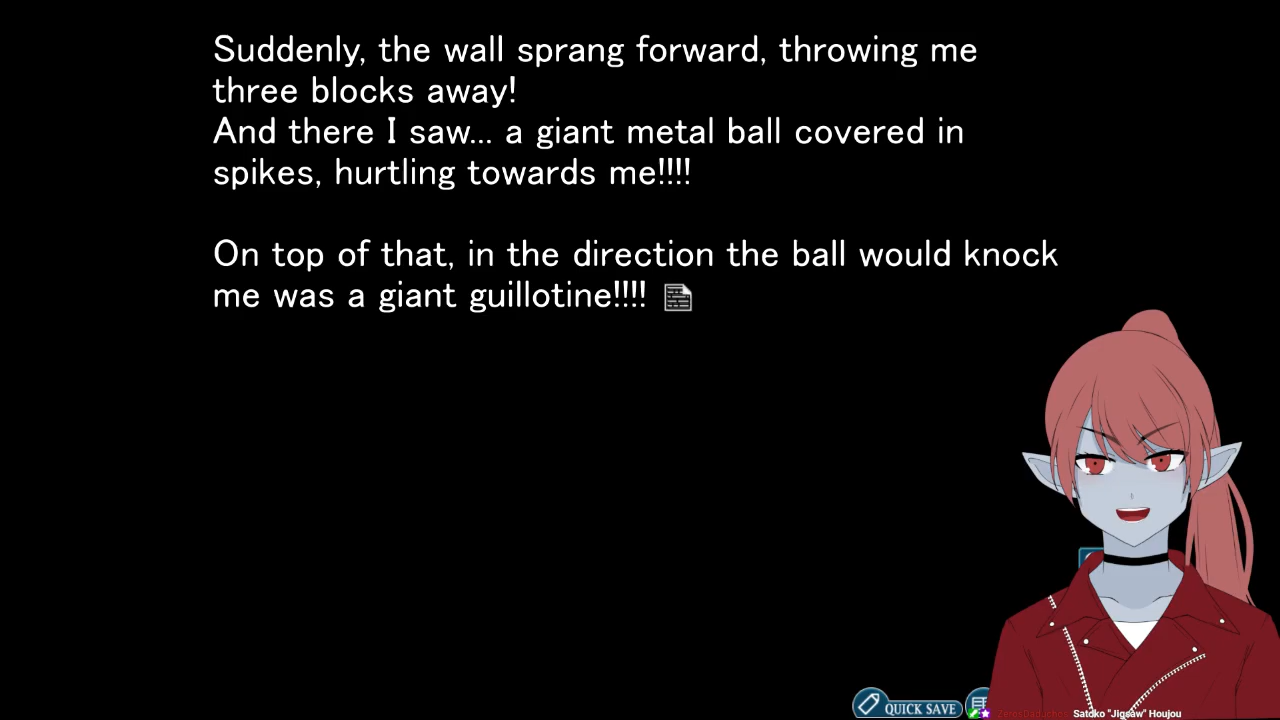 Suddenly, the wall sprang forward, throwing me
three blocks away!
And there I saw... a giant metal ball covered in
spikes, hurtling towards me!!!!
On top of that, in the direction the ball would knock
me was a giant guillotine!!!!
QUICK SAVE
Satoko "Jigsaw" Houjou